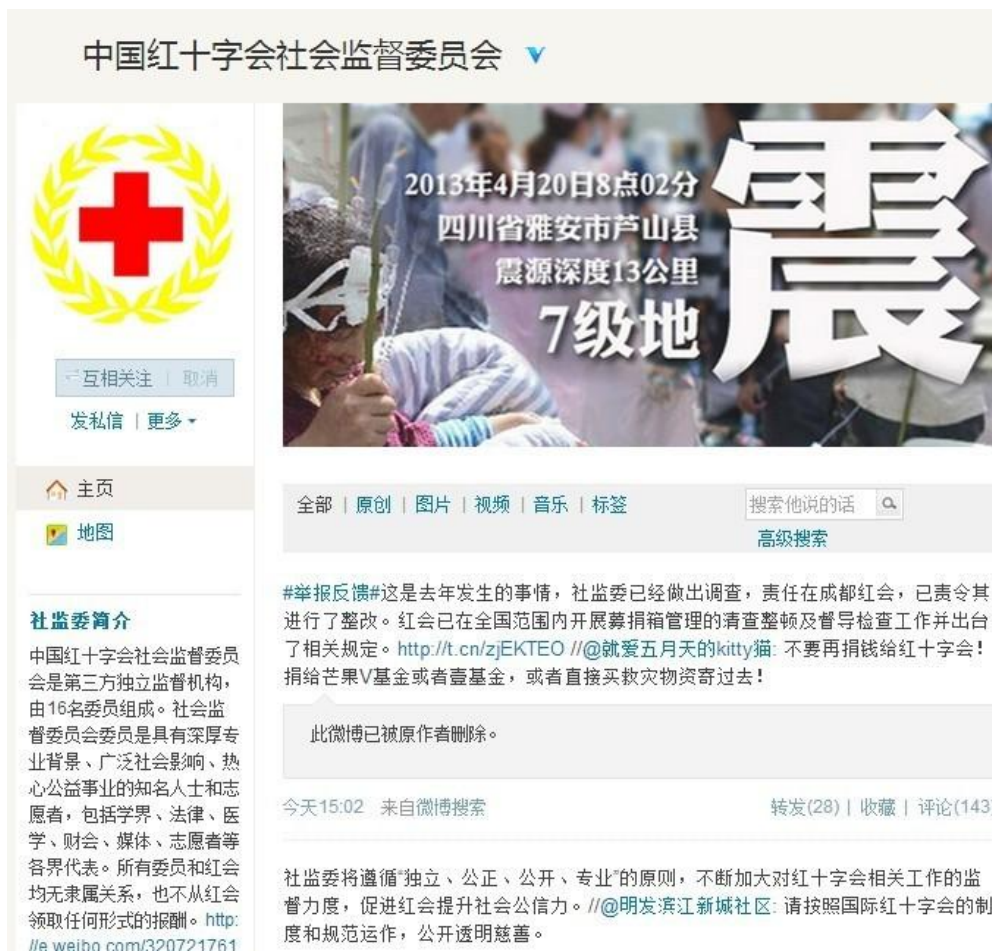 中国红十字会社会监督委员会
2013年4月20日8点02分
四川省雅安市芦山县
震源深度13公里
7级地
震
互相关注 | 取消
发私信 | 更多
主页
地图
社监委简介
中国红十字会社会监督委员
会是第三方独立监督机构，
由16名委员组成。社会监
督委员会委员是具有深厚专
业背景、广泛社会影响、热
心公益事业的知名人士和志
愿者，包括学界、法律、医
学、财会、媒体、志愿者等
各界代表。所有委员和红会
均无隶属关系，也不从红会
领取任何形式的报酬。http:
//e.weibo.com/320721761
全部 | 原创 | 图片 | 视频 | 音乐 | 标签
搜索他说的话
高级搜索
#举报反馈#这是去年发生的事情，社监委已经做出调查，责任在成都红会，已责令其
进行了整改。红会已在全国范围内开展募捐箱管理的清查整顿及督导检查工作并出台
了相关规定。http://t.cn/zjEKTEO //@就爱五月天的kitty猫: 不要再捐钱给红十字会！
捐给芒果V基金或者壹基金，或者直接买救灾物资寄过去！
此微博已被原作者删除。
今天15:02 来自微博搜索
转发(28) | 收藏 | 评论(143)
社监委将遵循“独立、公正、公开、专业”的原则，不断加大对红十字会相关工作的监
督力度，促进红会提升社会公信力。//@明发滨江新城社区: 请按照国际红十字会的制
度和规范运作，公开透明慈善。